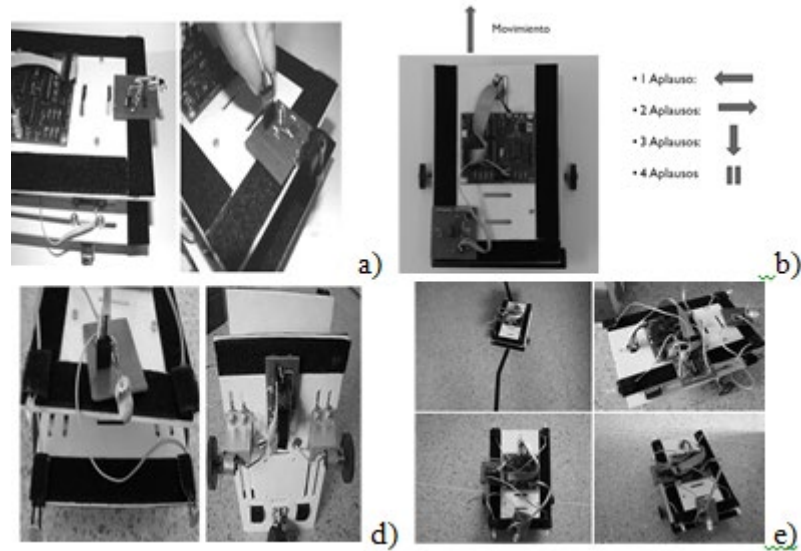 Movimiento
• 1 Aplauso:
• 2 Aplausos:
• 3 Aplausos:
• 4 Aplausos
a)
b)
d)
e)